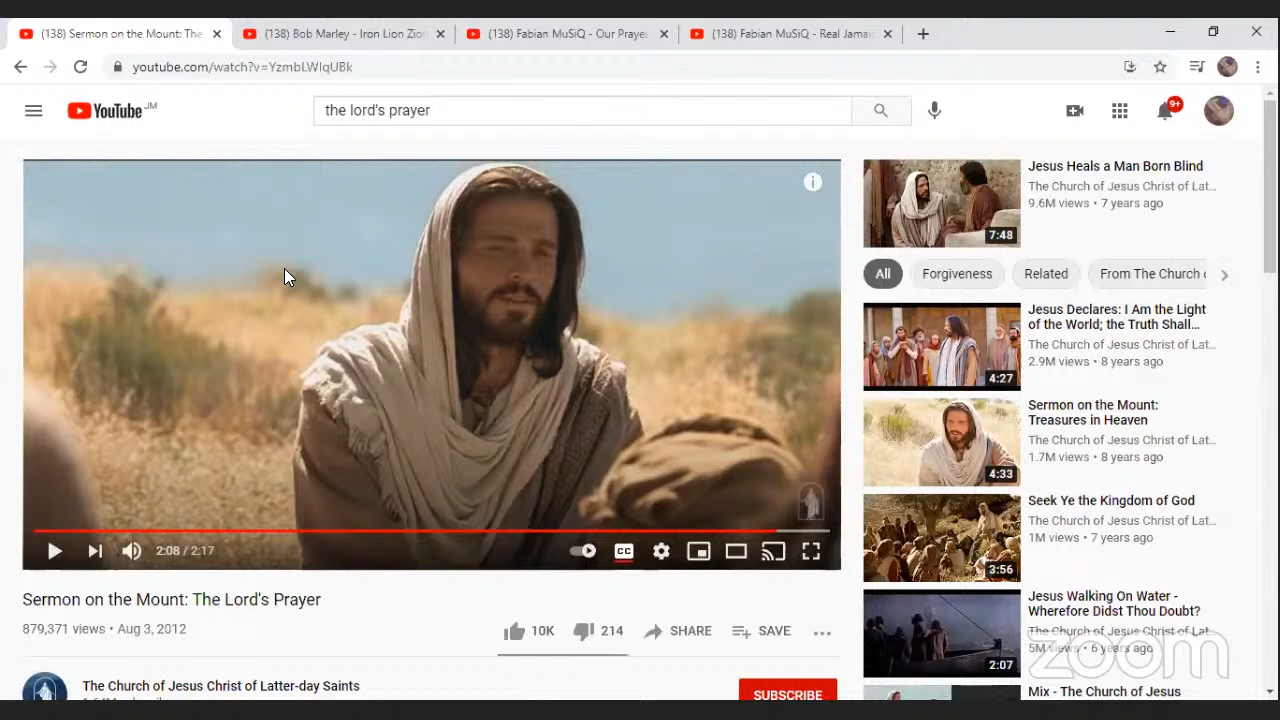 (138) Sermon on the Mount: The
(138) Bob Marley - Iron Lion Zion
(138) Fabian MuSiQ - Our Praye
(138) Fabian MuSiQ - Real Jamai
youtube.com/watch?v=YzmbLWIqUBk
YouTube JM
the lord's prayer
9+
Jesus Heals a Man Born Blind
The Church of Jesus Christ of Lat...
9.6M views • 7 years ago
7:48
All
Forgiveness
Related
From The Church
Jesus Declares: I Am the Light
of the World; the Truth Shall...
The Church of Jesus Christ of Lat...
2.9M views • 8 years ago
4:27
Sermon on the Mount:
Treasures in Heaven
The Church of Jesus Christ of Lat...
1.7M views • 8 years ago
4:33
Seek Ye the Kingdom of God
The Church of Jesus Christ of Lat...
1M views • 7 years ago
3:56
Jesus Walking On Water -
Wherefore Didst Thou Doubt?
The Church of Jesus Christ of Lat...
5M views • 6 years ago
2:07
Mix - The Church of Jesus
zoom
2:08 / 2:17
CC
Sermon on the Mount: The Lord's Prayer
879,371 views • Aug 3, 2012
10K
214
SHARE
SAVE
The Church of Jesus Christ of Latter-day Saints
SUBSCRIBE